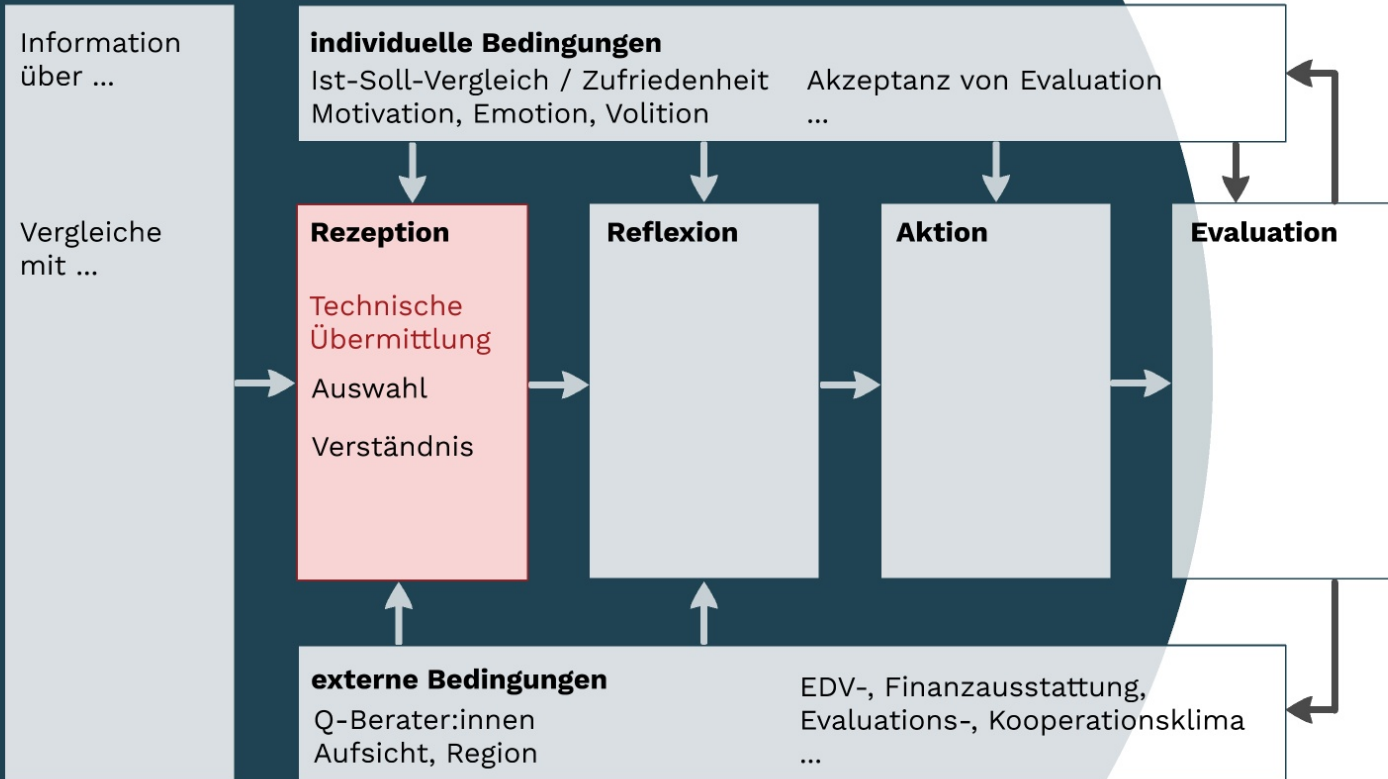 Information
über ...
Vergleiche
mit ...
individuelle Bedingungen
Ist-Soll-Vergleich / Zufriedenheit
Motivation, Emotion, Volition
Akzeptanz von Evaluation
...
Rezeption
Technische
Übermittlung
Auswahl
Verständnis
Reflexion
Aktion
Evaluation
externe Bedingungen
Q-Berater:innen
Aufsicht, Region
EDV-, Finanzausstattung,
Evaluations-, Kooperationsklima
...